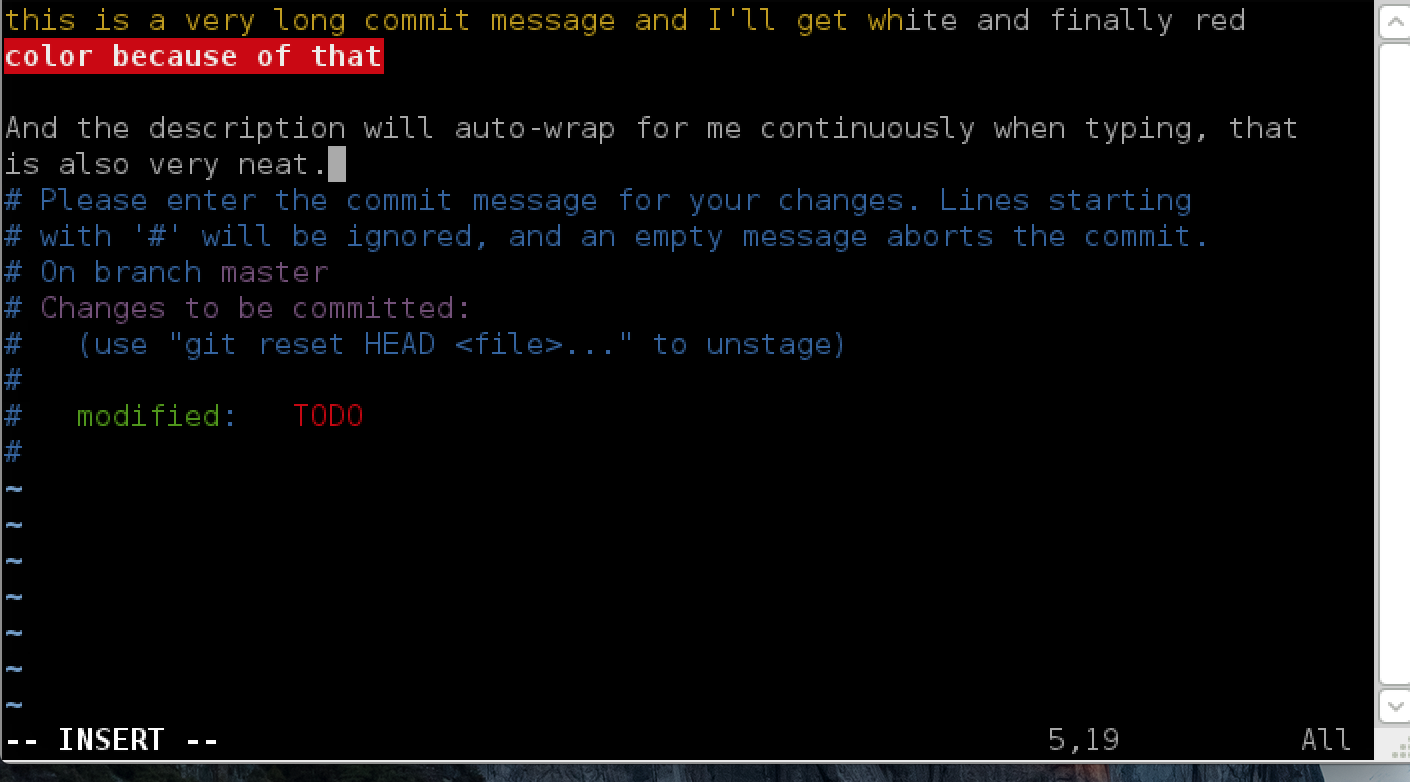 this is a very long commit message and I'll get white and finally red
color because of that
And the description will auto-wrap for me continuously when typing, that
is also very neat.
# Please enter the commit message for your changes. Lines starting
# with '#' will be ignored, and an empty message aborts the commit.
# On branch master
# Changes to be committed:
#   (use "git reset HEAD <file>..." to unstage)
#
#   modified:   TODO
#
~
~
~
~
~
~
~
-- INSERT --                5,19          All